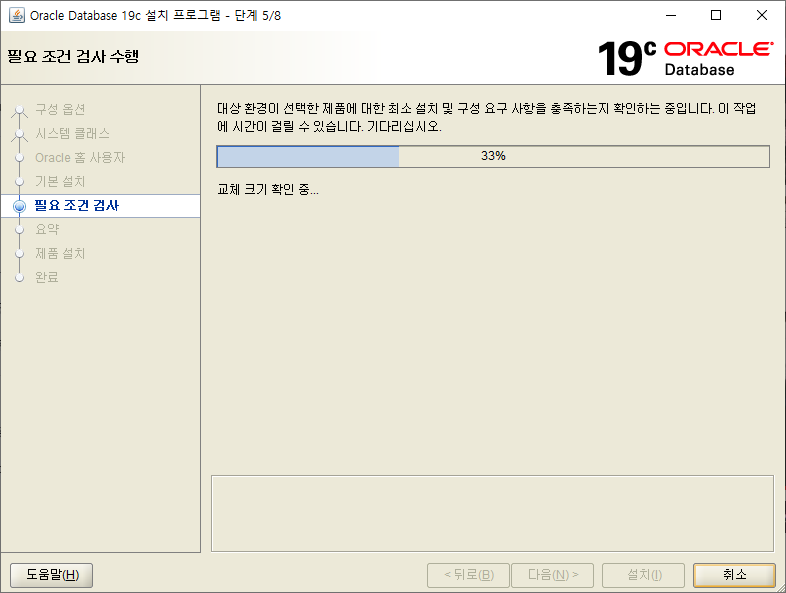 Oracle Database 19c 설치 프로그램 - 단계 5/8
필요 조건 검사 수행
19c ORACLE
Database
구성 옵션
시스템 클래스
Oracle 홈 사용자
기본 설치
필요 조건 검사
요약
제품 설치
완료
대상 환경이 선택한 제품에 대한 최소 설치 및 구성 요구 사항을 충족하는지 확인하는 중입니다. 이 작업
에 시간이 걸릴 수 있습니다. 기다리십시오.
33%
교체 크기 확인 중...
도움말(H)
< 뒤로(B)
다음(N) >
설치(I)
취소